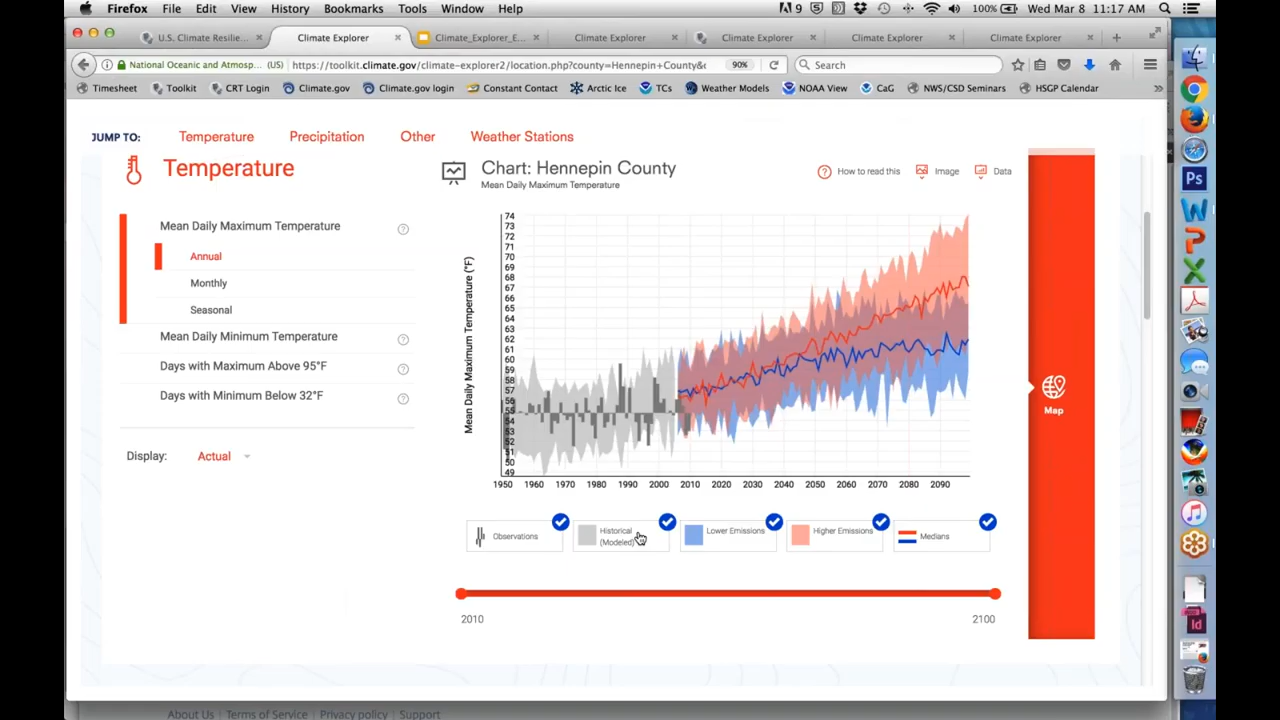 Firefox File Edit View History Bookmarks Tools Window Help 9 100% Wed Mar 8 11:17 AM
U.S. Climate Resilie... Climate Explorer Climate_Explorer_E... Climate Explorer Climate Explorer Climate Explorer Climate Explorer
National Oceanic and Atmosp... (US) https://toolkit.climate.gov/climate-explorer2/location.php?county=Hennepin+County&c 90% Search
Timesheet Toolkit CRT Login Climate.gov Climate.gov login Constant Contact Arctic Ice TCs Weather Models NOAA View CaG NWS/CSD Seminars HSGP Calendar
JUMP TO: Temperature Precipitation Other Weather Stations
Temperature
Chart: Hennepin County
Mean Daily Maximum Temperature
How to read this Image Data
Mean Daily Maximum Temperature
Annual
Monthly
Seasonal
Mean Daily Minimum Temperature
Days with Maximum Above 95°F
Days with Minimum Below 32°F
Display: Actual
Mean Daily Maximum Temperature (°F)
74
73
72
71
70
69
68
67
66
65
64
63
62
61
60
59
58
57
56
55
54
53
52
51
50
49
1950 1960 1970 1980 1990 2000 2010 2020 2030 2040 2050 2060 2070 2080 2090
Map
Observations
Historical (Modeled)
Lower Emissions
Higher Emissions
Medians
2010 2100
About Us Terms of Service Privacy policy Support
Ps
Id